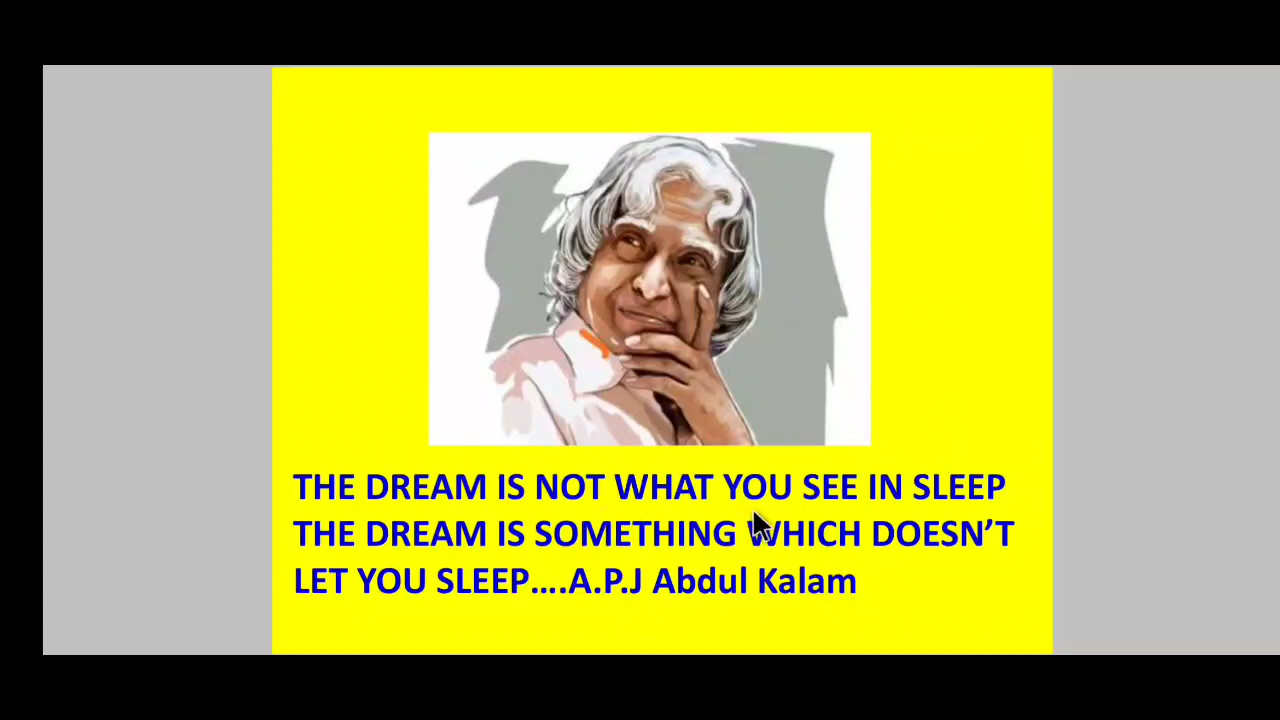 THE DREAM IS NOT WHAT YOU SEE IN SLEEP
THE DREAM IS SOMETHING WHICH DOESN’T
LET YOU SLEEP....A.P.J Abdul Kalam